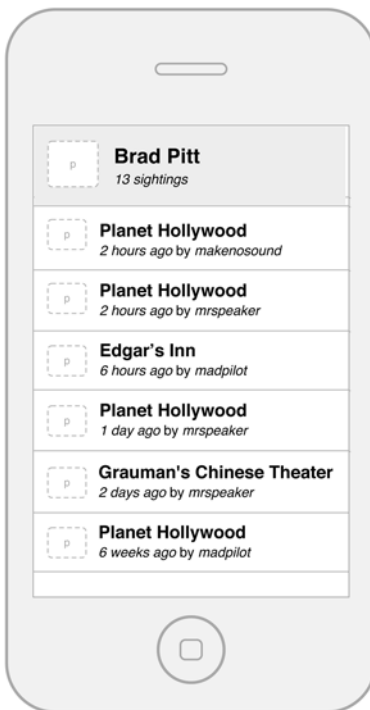 p
Brad Pitt
13 sightings
p
Planet Hollywood
2 hours ago by makenosound
p
Planet Hollywood
2 hours ago by mrspeaker
p
Edgar's Inn
6 hours ago by madpilot
p
Planet Hollywood
1 day ago by mrspeaker
p
Grauman's Chinese Theater
2 days ago by mrspeaker
p
Planet Hollywood
6 weeks ago by madpilot